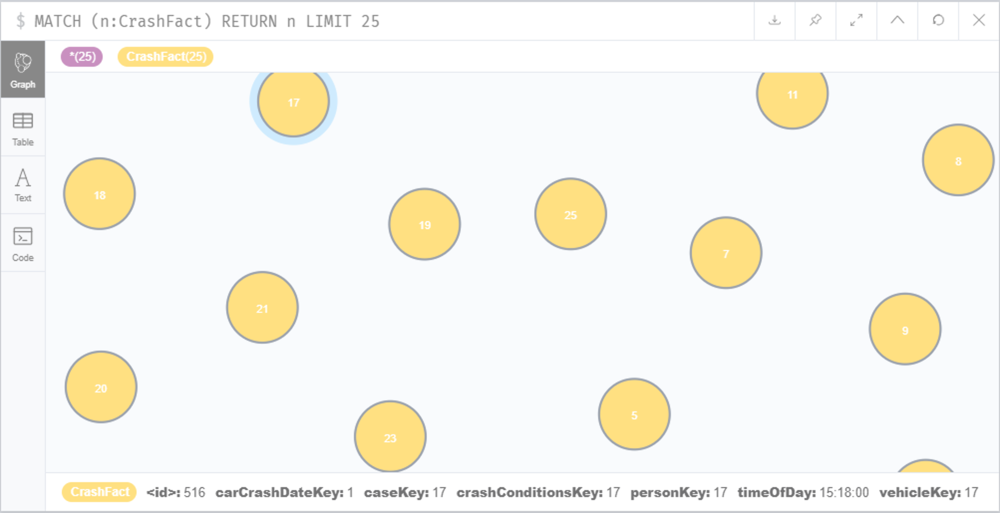 $ MATCH (n:CrashFact) RETURN n LIMIT 25
*(25) CrashFact(25)
Graph
Table
Text
Code
17
11
8
18
19
25
7
21
9
20
5
23
CrashFact <id>: 516 carCrashDateKey: 1 caseKey: 17 crashConditionsKey: 17 personKey: 17 timeOfDay: 15:18:00 vehicleKey: 17